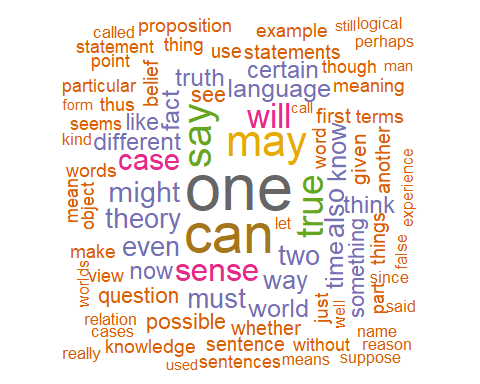 called proposition example still logical
statement thing use statements perhaps
point belief truth certain though man
particular see language meaning
form thus fact say will call first terms
seems like may word given another
kind different case know
words might one true also think experience
mean object theory can let time something things false
make even two since
worlds view now sense way just part
question must world well said
relation possible whether name
cases knowledge sentence without reason
really used sentences means suppose